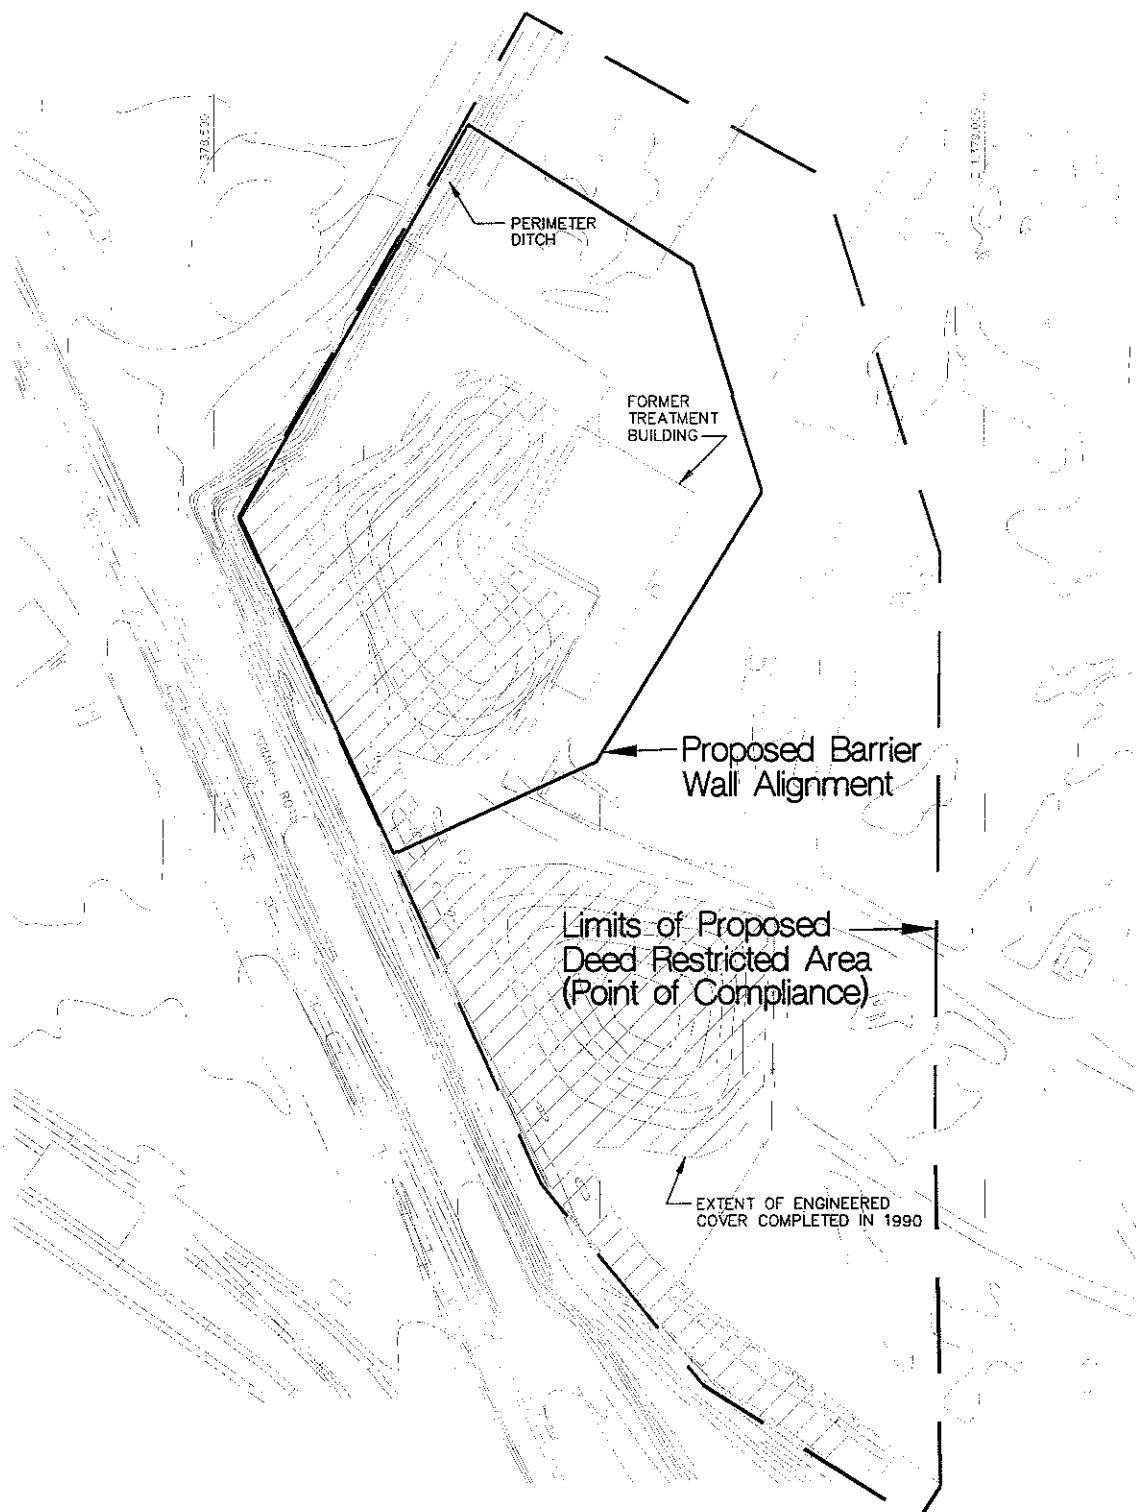 PERIMETER
DITCH
FORMER
TREATMENT
BUILDING
Proposed Barrier
Wall Alignment
Limits of Proposed
Deed Restricted Area
(Point of Compliance)
EXTENT OF ENGINEERED
COVER COMPLETED IN 1990